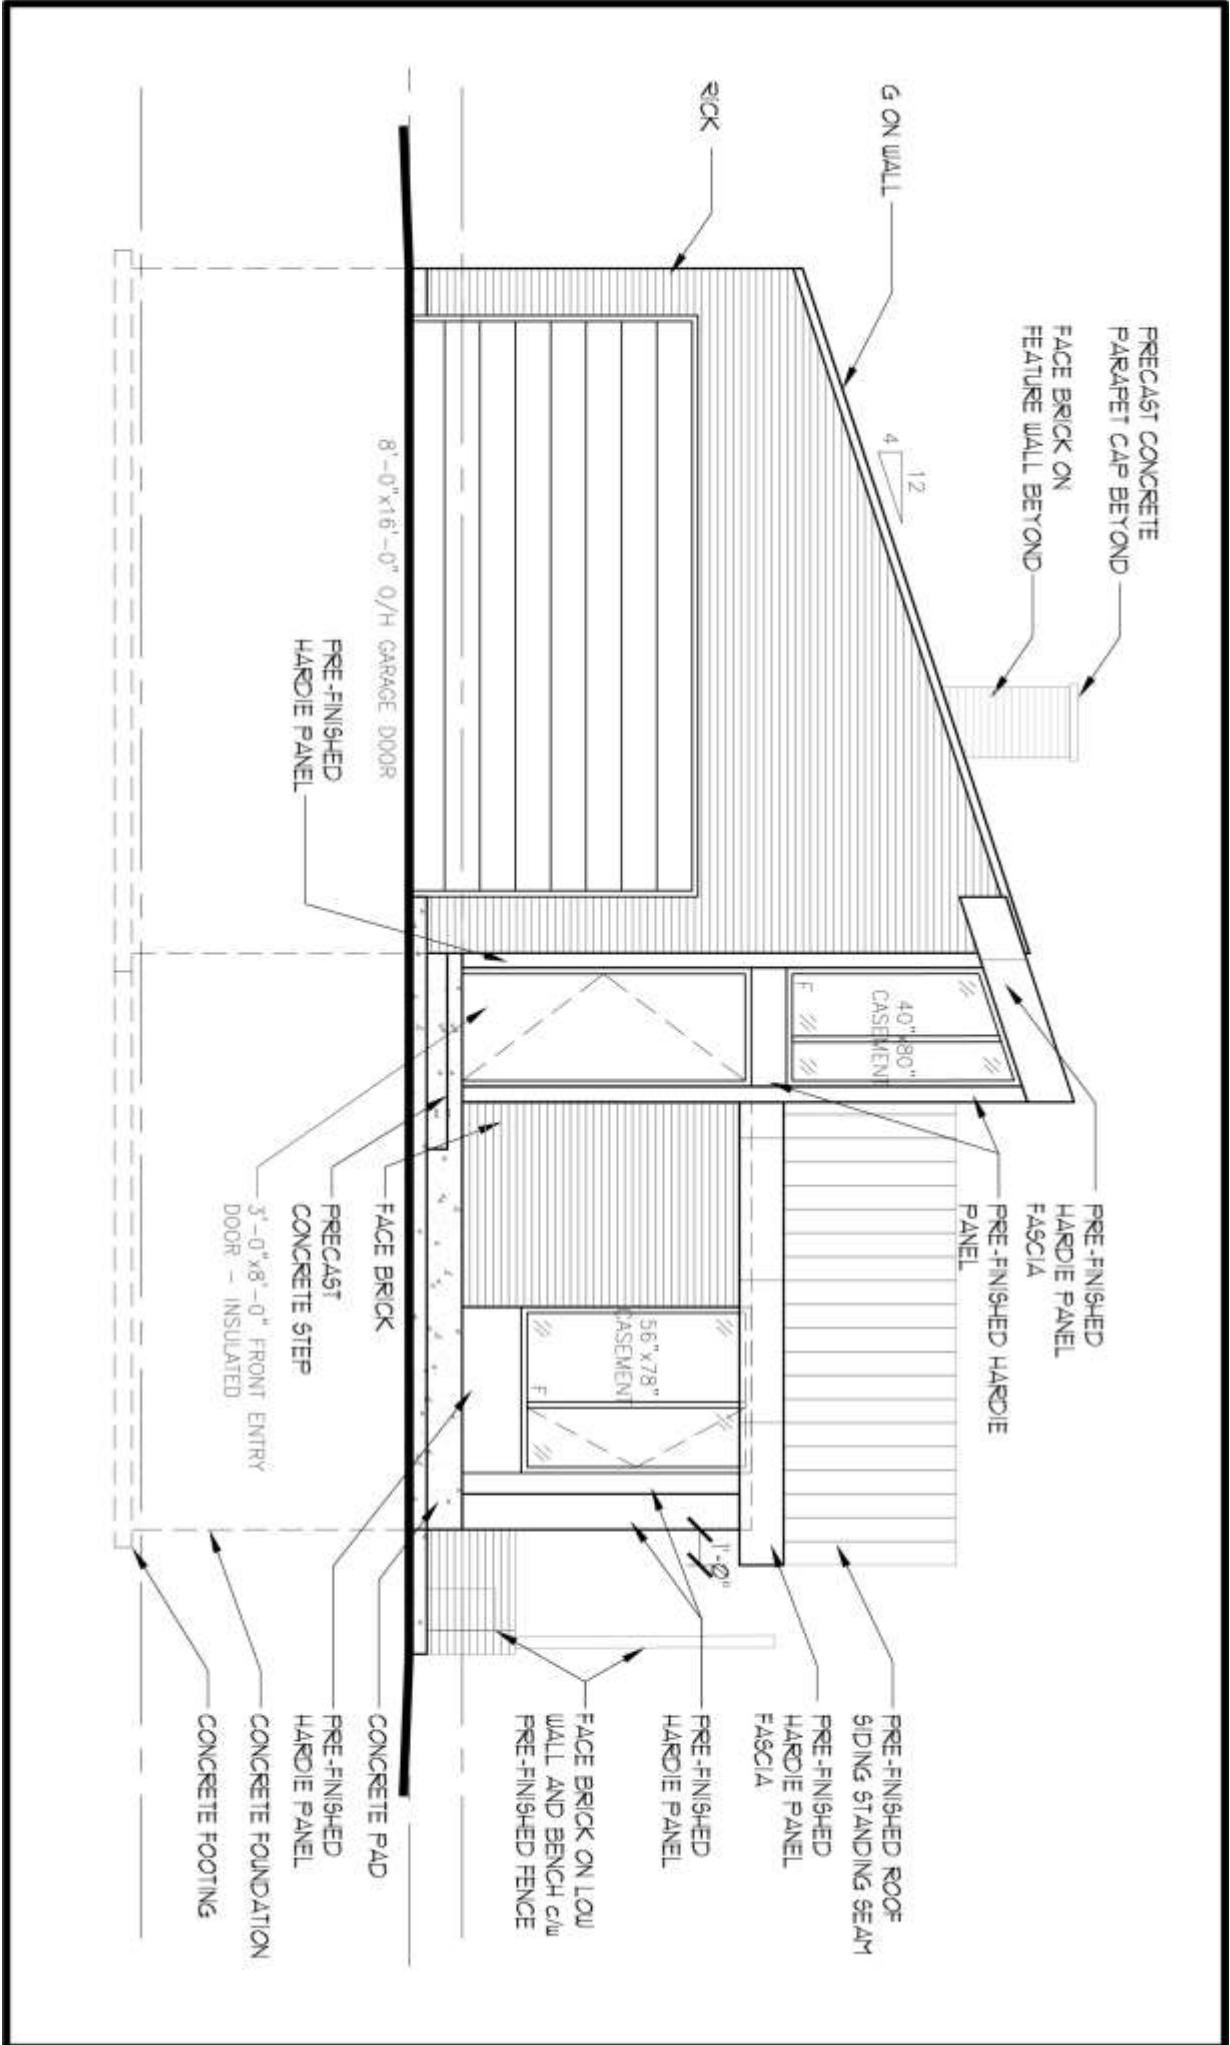 PRECAST CONCRETE
PARAPET CAP BEYOND
FACE BRICK ON
FEATURE WALL BEYOND
G ON WALL
RICK
12
4
PRE-FINISHED
HARDIE PANEL
FASCIA
PRE-FINISHED HARDIE
PANEL
40"x80"
CASEMENT
F
56"x78"
CASEMENT
F
1'-0"
8'-0"x16'-0" O/H GARAGE DOOR
PRE-FINISHED
HARDIE PANEL
FACE BRICK
PRECAST
CONCRETE STEP
3'-0"x8'-0" FRONT ENTRY
DOOR - INSULATED
PRE-FINISHED ROOF
SIDING STANDING SEAM
PRE-FINISHED
HARDIE PANEL
FASCIA
PRE-FINISHED
HARDIE PANEL
FACE BRICK ON LOW
WALL AND BENCH c/w
PRE-FINISHED FENCE
CONCRETE PAD
PRE-FINISHED
HARDIE PANEL
CONCRETE FOUNDATION
CONCRETE FOOTING